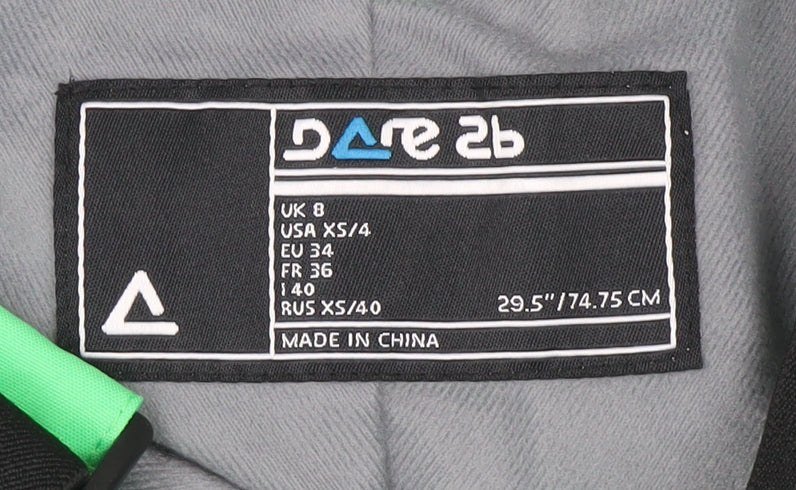 Dare 2b
UK 8
USA XS/4
EU 34
FR 36
I 40
RUS XS/40
29.5"/74.75 CM
MADE IN CHINA